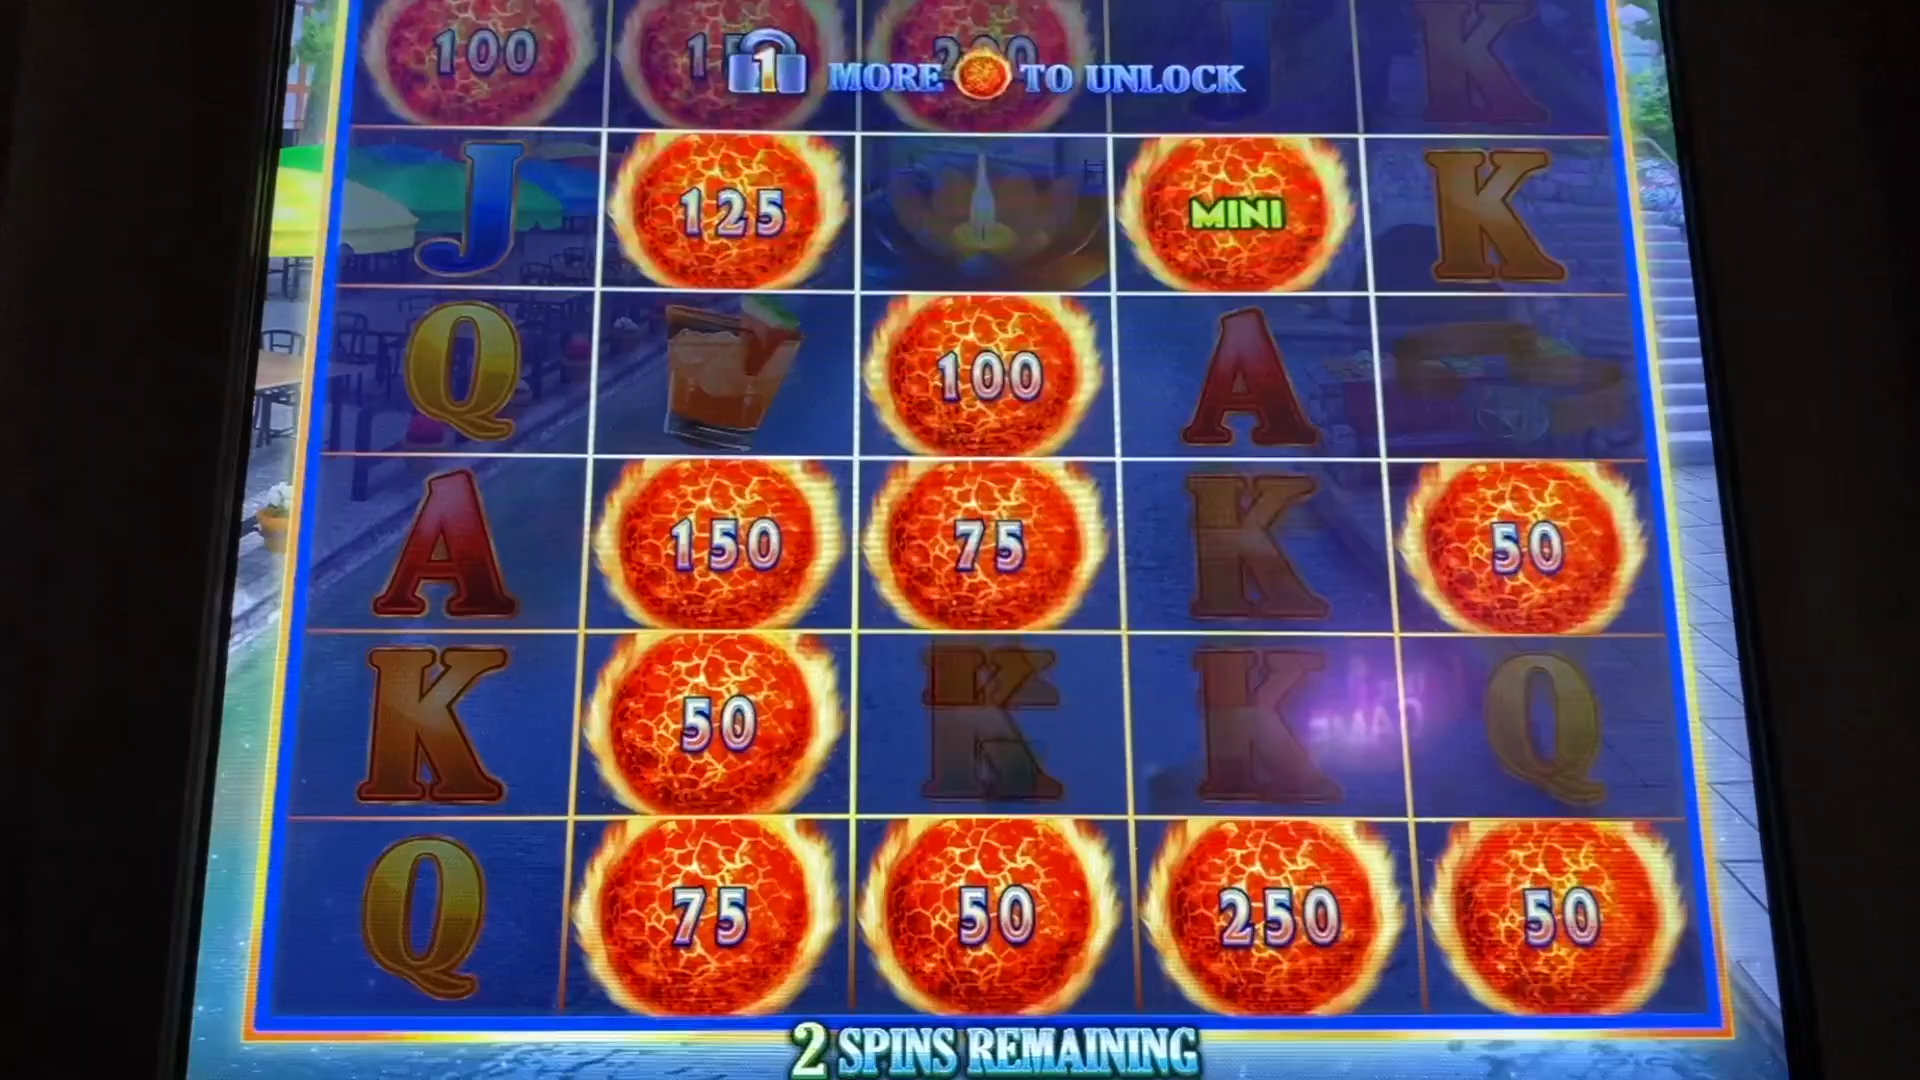 100
1 MORE TO UNLOCK
J K
J 125 MINI K
Q 100 A
A 150 75 K 50
K 50 K K Q
Q 75 50 250 50
2 SPINS REMAINING